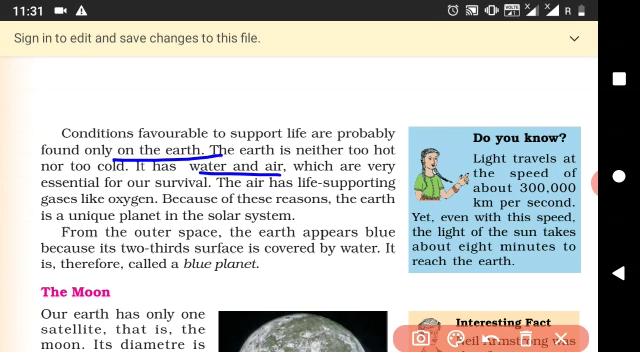 11:31
VOLTE
R
Sign in to edit and save changes to this file.
Conditions favourable to support life are probably
found only on the earth. The earth is neither too hot
nor too cold. It has water and air, which are very
essential for our survival. The air has life-supporting
gases like oxygen. Because of these reasons, the earth
is a unique planet in the solar system.
From the outer space, the earth appears blue
because its two-thirds surface is covered by water. It
is, therefore, called a blue planet.
The Moon
Our earth has only one
satellite, that is, the
moon. Its diametre is
Do you know?
Light travels at
the speed of
about 300,000
km per second.
Yet, even with this speed,
the light of the sun takes
about eight minutes to
reach the earth.
Interesting Fact
Neil Armstrong was